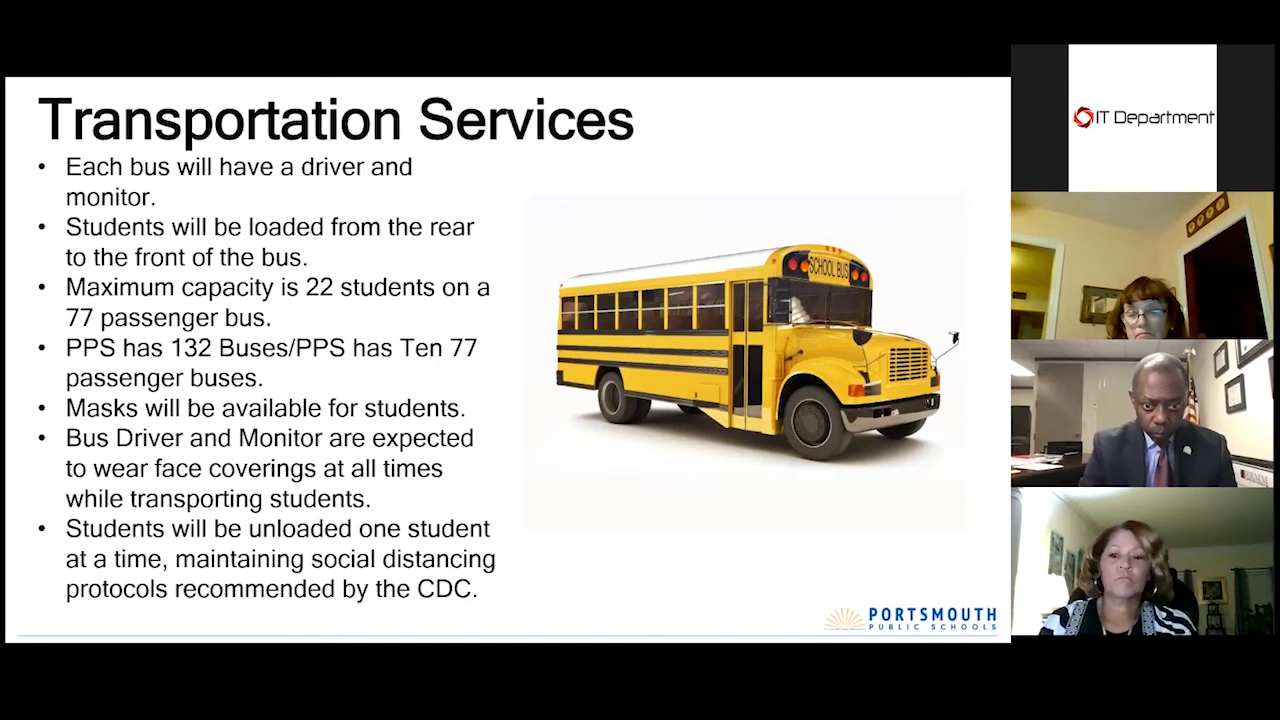 Transportation Services
• Each bus will have a driver and
monitor.
• Students will be loaded from the rear
to the front of the bus.
• Maximum capacity is 22 students on a
77 passenger bus.
• PPS has 132 Buses/PPS has Ten 77
passenger buses.
• Masks will be available for students.
• Bus Driver and Monitor are expected
to wear face coverings at all times
while transporting students.
• Students will be unloaded one student
at a time, maintaining social distancing
protocols recommended by the CDC.
SCHOOL BUS
PORTSMOUTH
PUBLIC SCHOOLS
IT Department